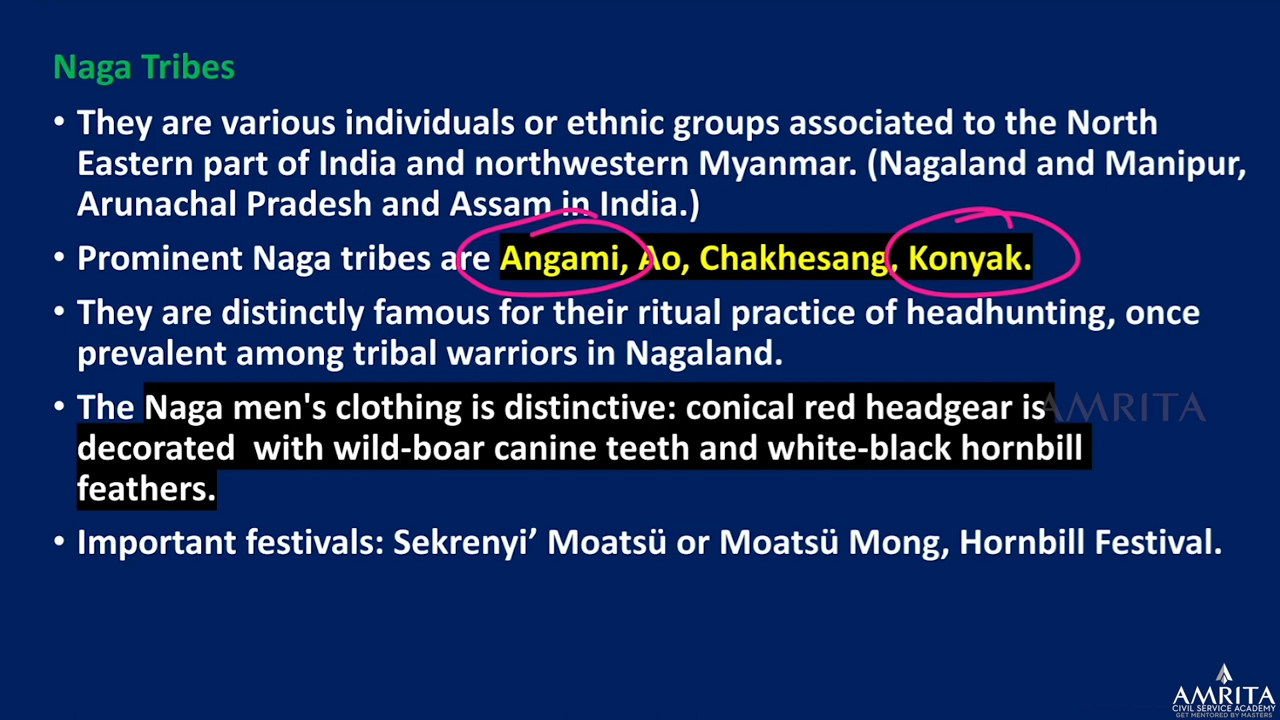 Naga Tribes
• They are various individuals or ethnic groups associated to the North
Eastern part of India and northwestern Myanmar. (Nagaland and Manipur,
Arunachal Pradesh and Assam in India.)
• Prominent Naga tribes are Angami, Ao, Chakhesang, Konyak.
• They are distinctly famous for their ritual practice of headhunting, once
prevalent among tribal warriors in Nagaland.
• The Naga men's clothing is distinctive: conical red headgear is
AMRITA
decorated with wild-boar canine teeth and white-black hornbill
feathers.
• Important festivals: Sekrenyi’ Moatsü or Moatsü Mong, Hornbill Festival.
AMRITA
CIVIL SERVICE ACADEMY
GET MENTORED BY MASTERS